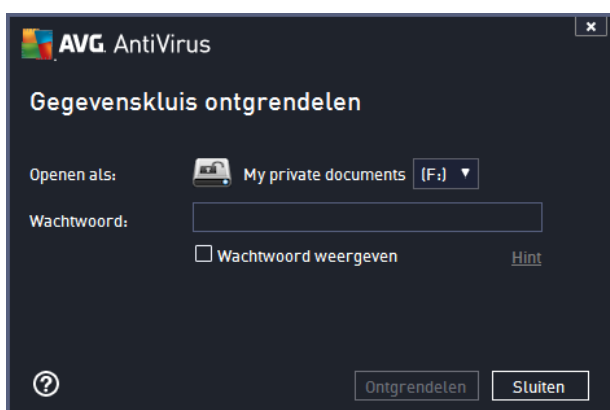 AVG. AntiVirus
Gegevenskluis ontgrendelen
Openen als: My private documents (F:)
Wachtwoord:
Wachtwoord weergeven Hint
Ontgrendelen Sluiten